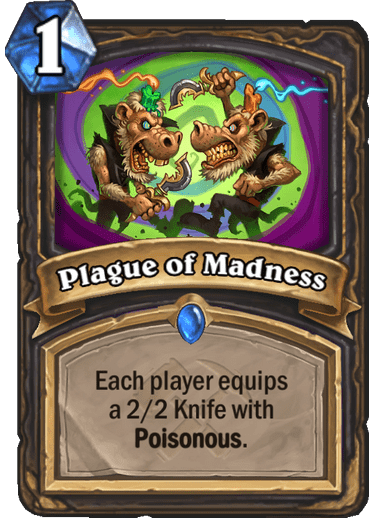 1
Plague of Madness
Each player equips
a 2/2 Knife with
Poisonous.